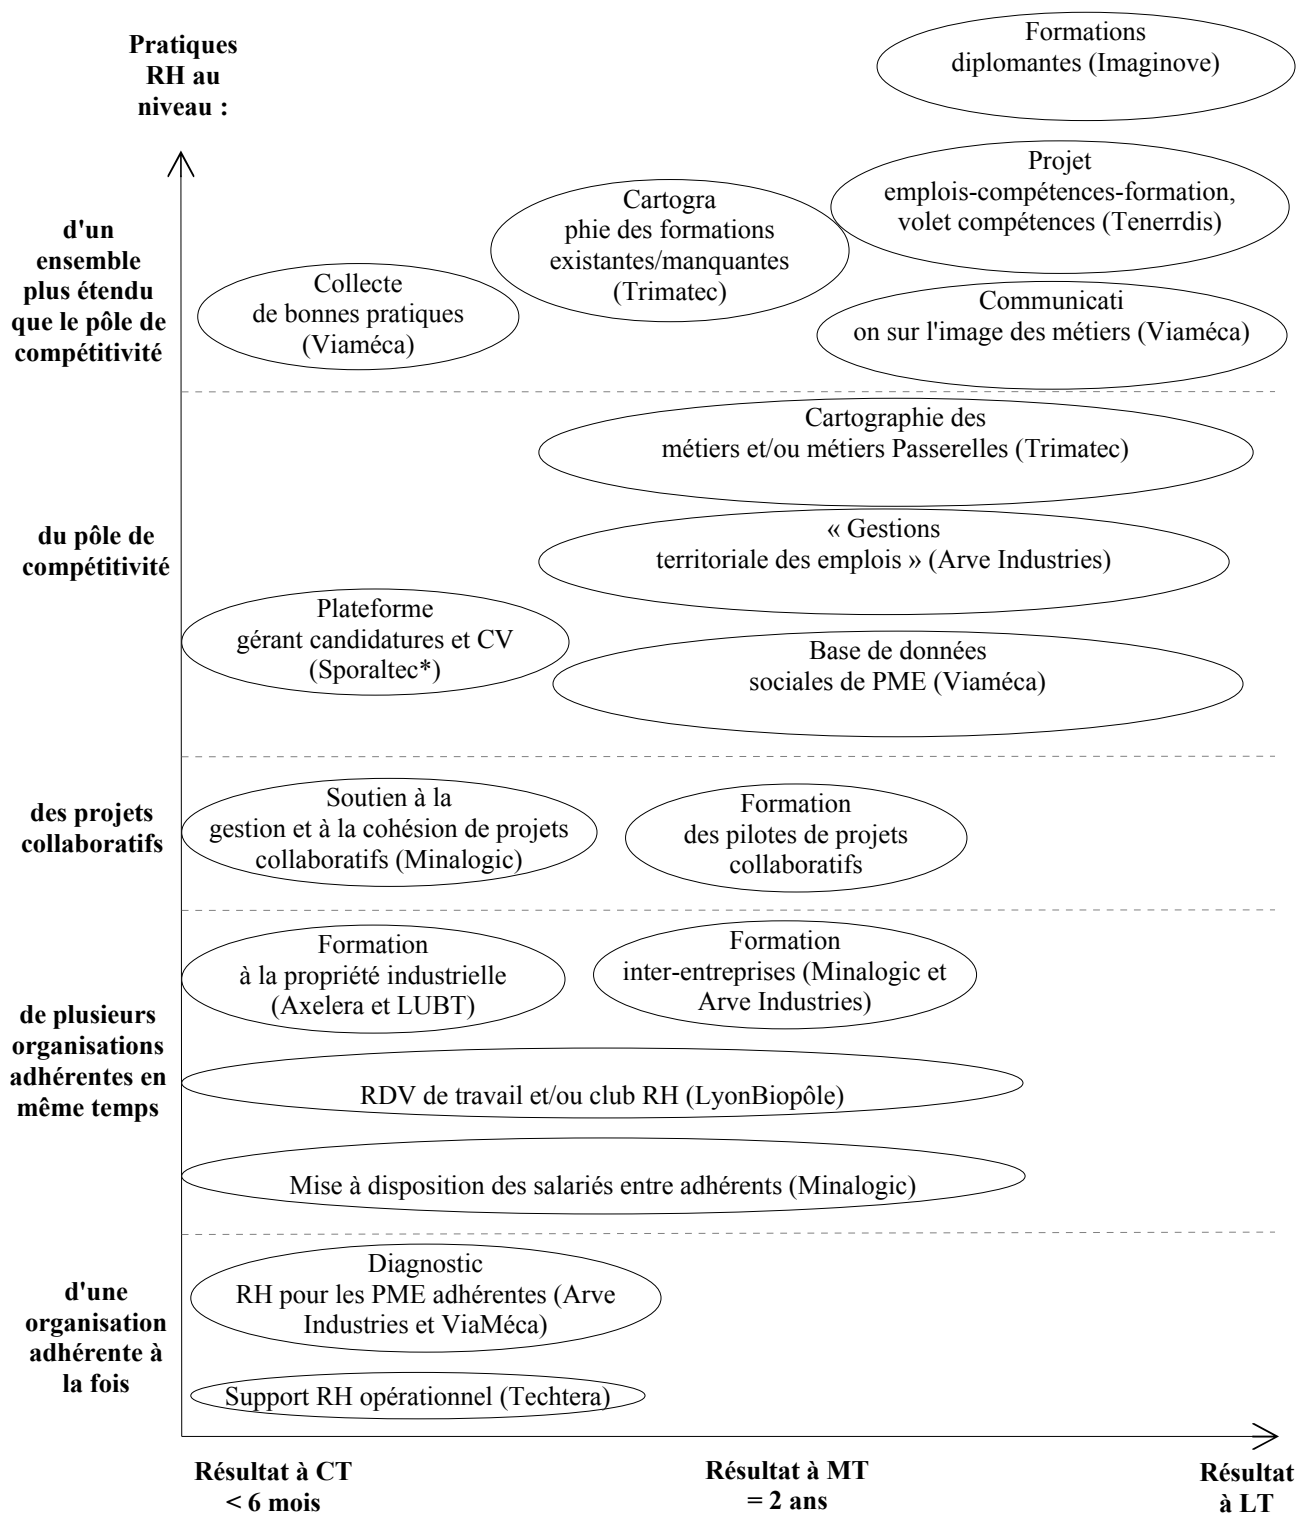 Pratiques
RH au
niveau :
Formations
diplomantes (Imaginove)
d'un
ensemble
plus étendu
que le pôle de
compétitivité
Projet
emplois-compétences-formation,
volet compétences (Tenerrdis)
Cartogra
phie des formations
existantes/manquantes
(Trimatec)
Collecte
de bonnes pratiques
(Viaméca)
Communicati
on sur l'image des métiers (Viaméca)
du pôle de
compétitivité
Cartographie des
métiers et/ou métiers Passerelles (Trimatec)
« Gestions
territoriale des emplois » (Arve Industries)
Plateforme
gérant candidatures et CV
(Sporaltec*)
Base de données
sociales de PME (Viaméca)
des projets
collaboratifs
Soutien à la
gestion et à la cohésion de projets
collaboratifs (Minalogic)
Formation
des pilotes de projets
collaboratifs
de plusieurs
organisations
adhérentes en
même temps
Formation
à la propriété industrielle
(Axelera et LUBT)
Formation
inter-entreprises (Minalogic et
Arve Industries)
RDV de travail et/ou club RH (LyonBiopôle)
Mise à disposition des salariés entre adhérents (Minalogic)
d'une
organisation
adhérente à
la fois
Diagnostic
RH pour les PME adhérentes (Arve
Industries et ViaMéca)
Support RH opérationnel (Techtera)
Résultat à CT
< 6 mois
Résultat à MT
= 2 ans
Résultat
à LT